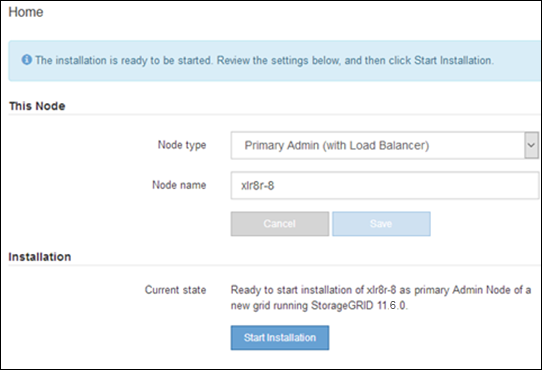 Home
The installation is ready to be started. Review the settings below, and then click Start Installation.
This Node
Node type
Primary Admin (with Load Balancer)
Node name
xlr8r-8
Cancel
Save
Installation
Current state
Ready to start installation of xlr8r-8 as primary Admin Node of a
new grid running StorageGRID 11.6.0.
Start Installation